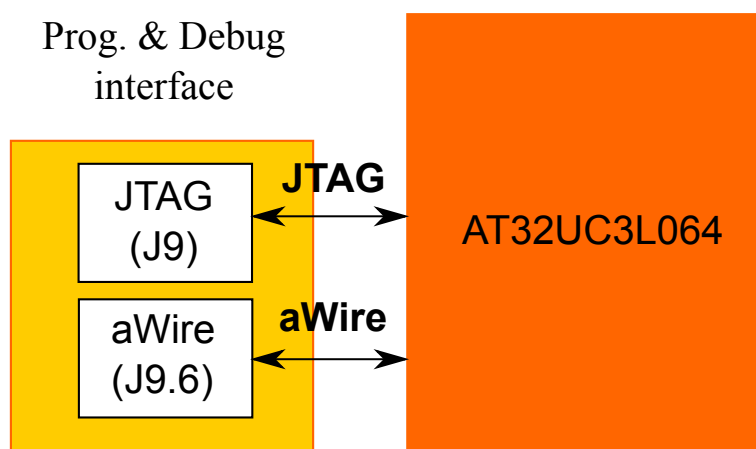 Prog. & Debug
interface
JTAG
(J9)
JTAG
aWire
(J9.6)
aWire
AT32UC3L064